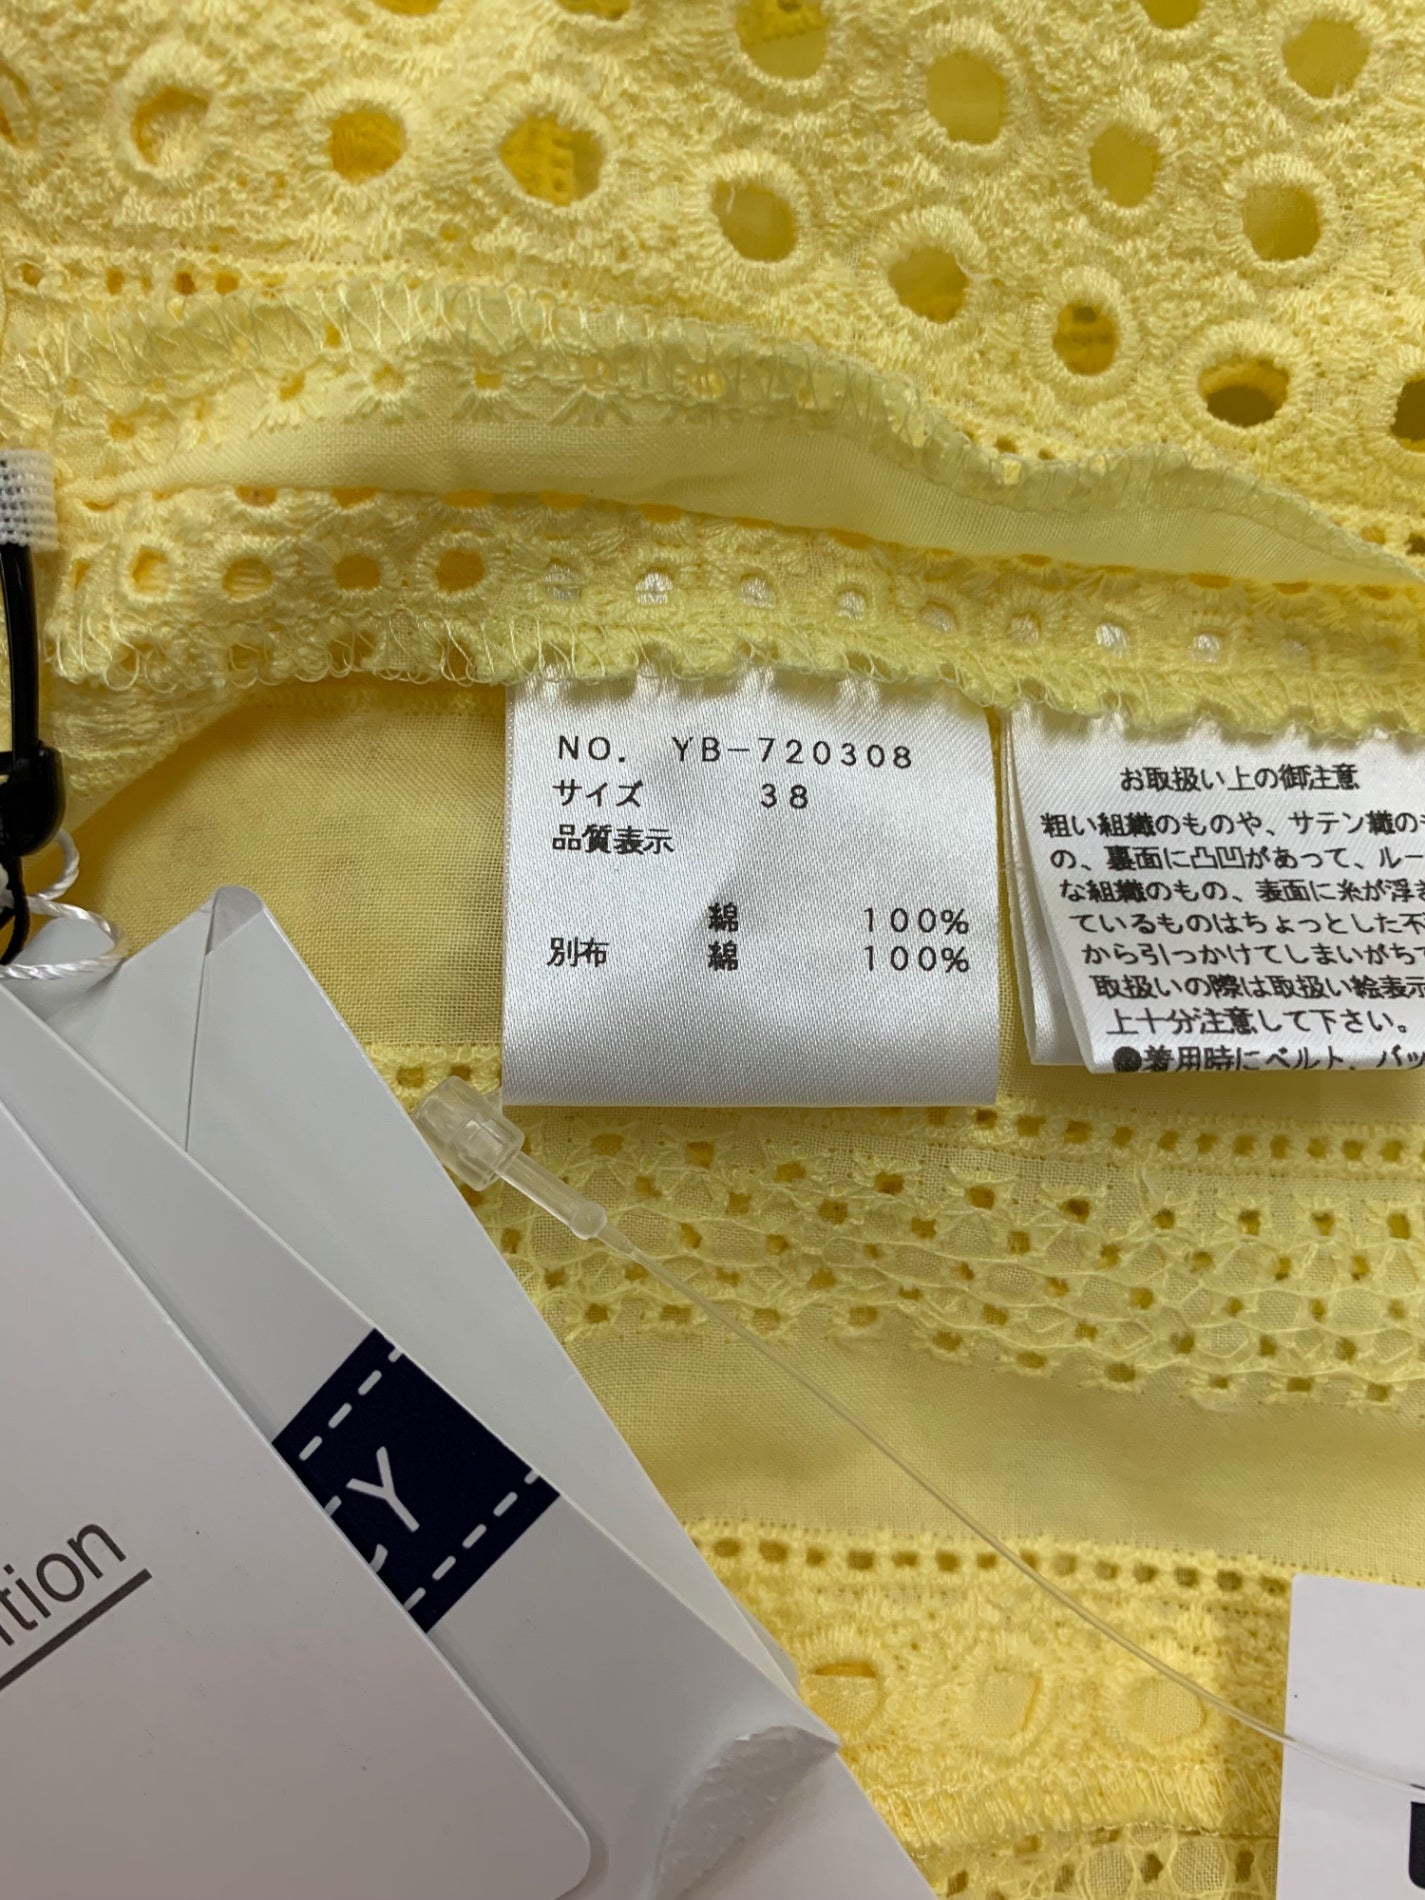 NO. YB-720308
サイズ 38
品質表示
綿 100%
別布 綿 100%
お取扱い上の御注意
粗い組織のものや、サテン織の
の、裏面に凸凹があって、ルー
な組織のもの、表面に糸が浮き
ているものはちょっとした不
から引っかけてしまいがちで
取扱いの際は取扱い絵表示
上十分注意して下さい。
●着用時にベルト、バッ
tion
Y